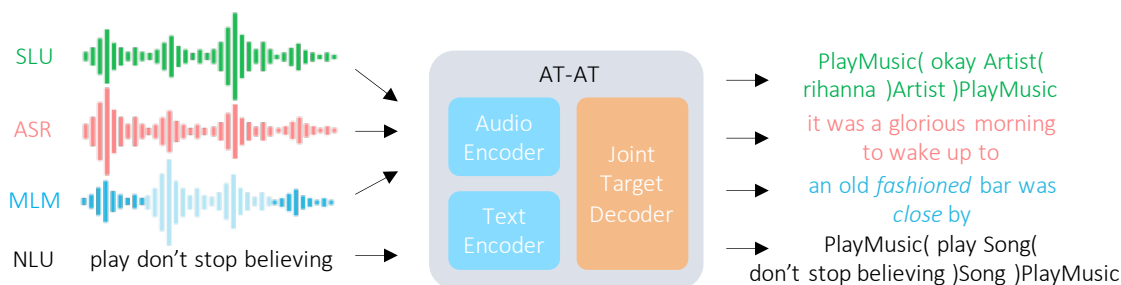 SLU
ASR
MLM
NLU
play don't stop believing
AT-AT
Audio
Encoder
Text
Encoder
Joint
Target
Decoder
PlayMusic( okay Artist(
rihanna )Artist )PlayMusic
it was a glorious morning
to wake up to
an old fashioned bar was
close by
PlayMusic( play Song(
don't stop believing )Song )PlayMusic